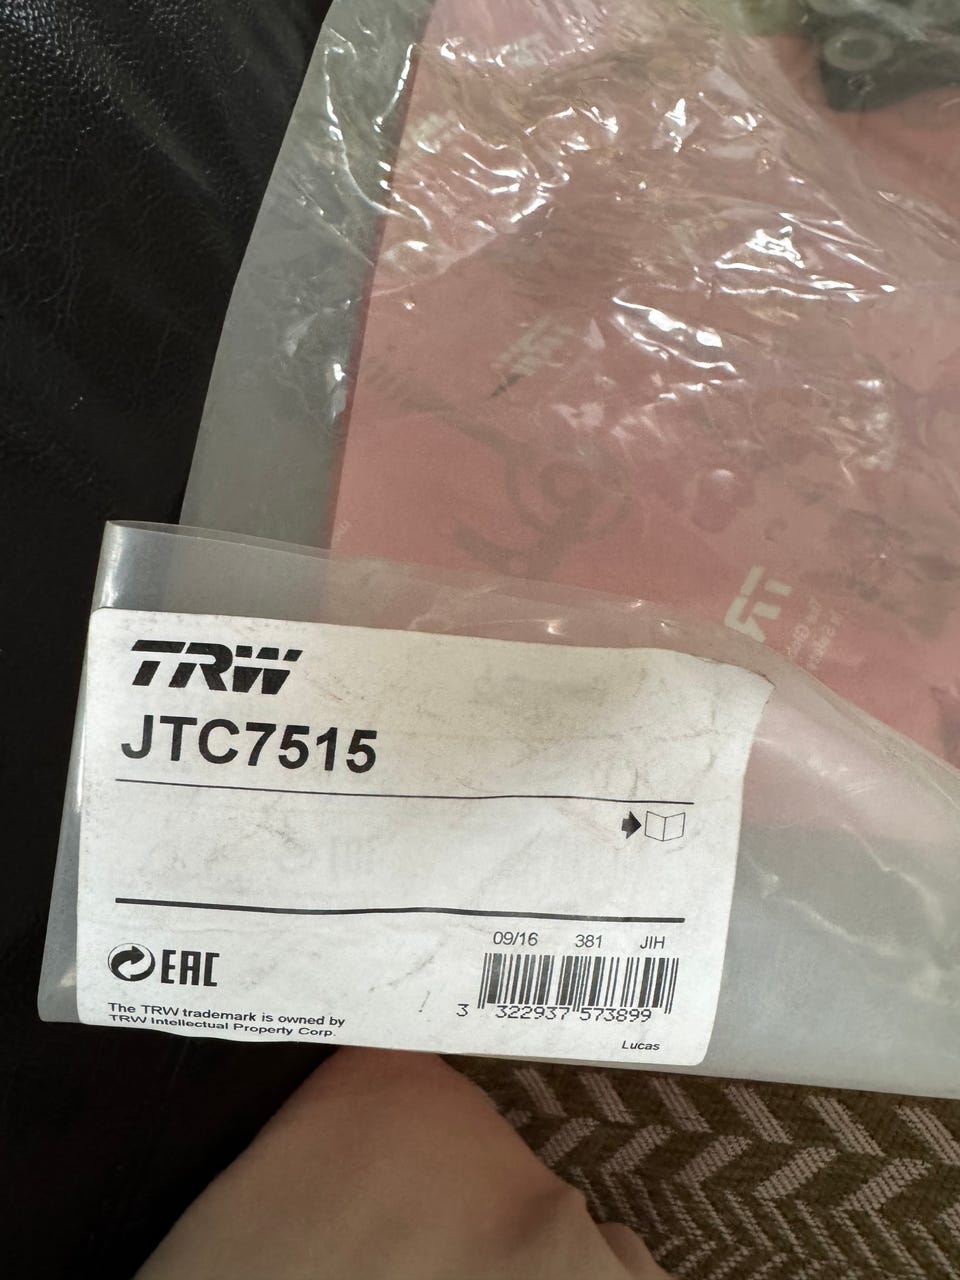 TRW
JTC7515
09/16 381 JIH
EAC
3 322937 573899
The TRW trademark is owned by
TRW Intellectual Property Corp.
Lucas